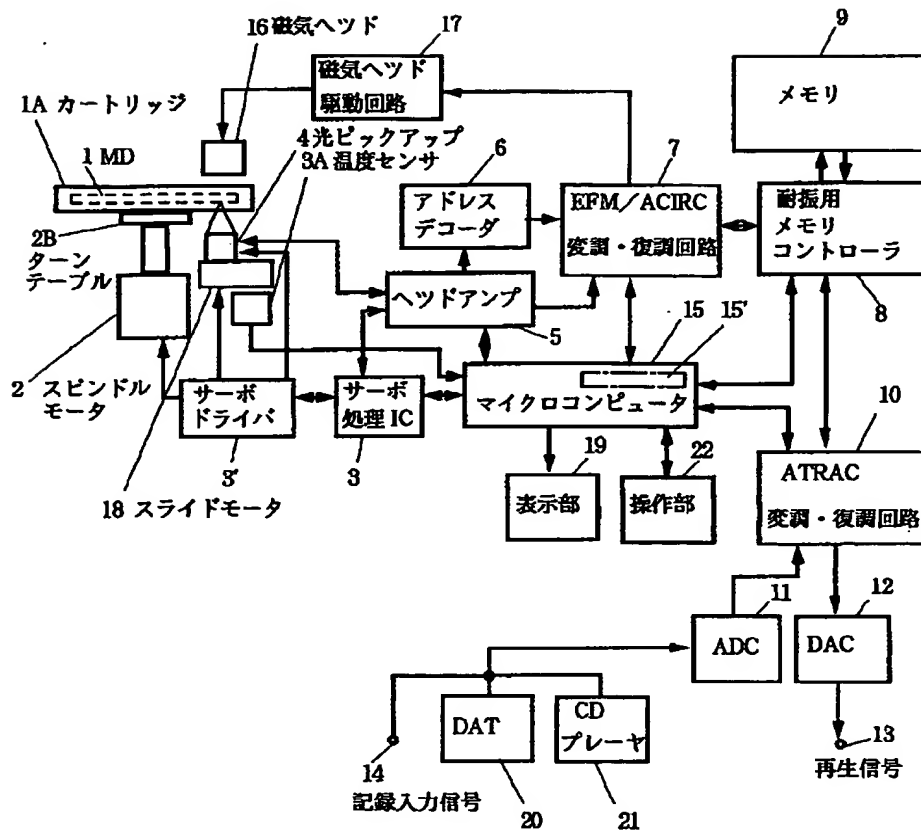 16 磁気ヘツド
17
9
磁気ヘツド
駆動回路
メモリ
1A カートリッジ
4 光ピックアップ
3A 温度センサ
1 MD
6
7
アドレス
デコーダ
EFM/ACIRC
変調・復調回路
耐振用
メモリ
コントローラ
2B
ターン
テーブル
ヘツドアンプ
5
15
15'
8
2 スピンドル
モータ
サーボ
ドライバ
サーボ
処理 IC
マイクロコンピュータ
10
3'
3
19
22
18 スライドモータ
表示部
操作部
ATRAC
変調・復調回路
11
12
ADC
DAC
DAT
CD
プレーヤ
13
再生信号
14
記録入力信号
20
21